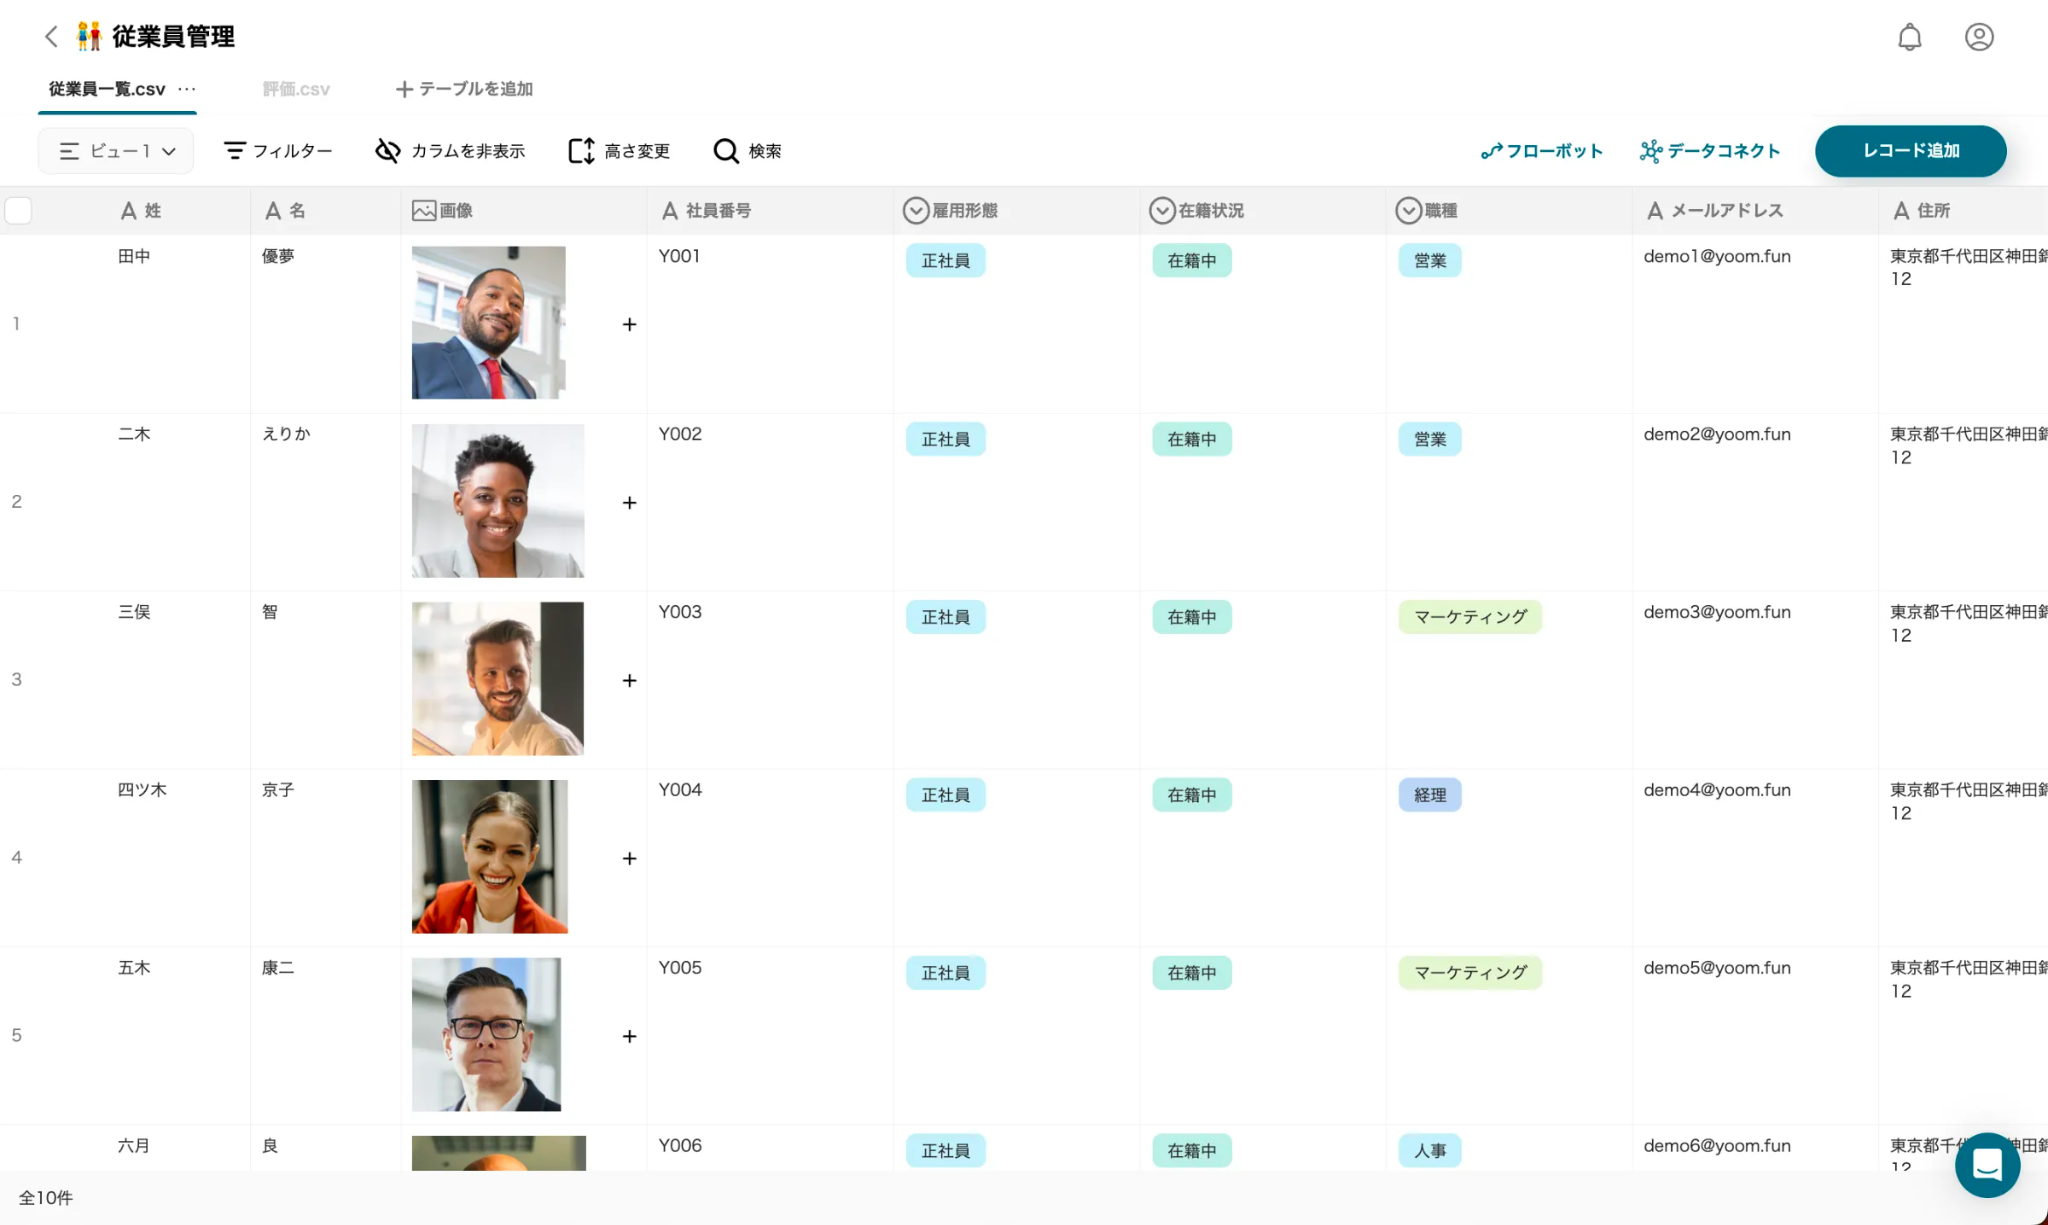 従業員管理
従業員一覧.csv ...
評価.csv
テーブルを追加
ビュー1
フィルター
カラムを非表示
高さ変更
検索
フローボット
データコネクト
レコード追加
姓 名 画像 社員番号 雇用形態 在籍状況 職種 メールアドレス 住所
1 田中 優夢 Y001 正社員 在籍中 営業 demo1@yoom.fun 東京都千代田区神田
12
2 二木 えりか Y002 正社員 在籍中 営業 demo2@yoom.fun 東京都千代田区神田
12
3 三俣 智 Y003 正社員 在籍中 マーケティング demo3@yoom.fun 東京都千代田区神田
12
4 四ツ木 京子 Y004 正社員 在籍中 経理 demo4@yoom.fun 東京都千代田区神田
12
5 五木 康二 Y005 正社員 在籍中 マーケティング demo5@yoom.fun 東京都千代田区神田
12
六月 良 Y006 正社員 在籍中 人事 demo6@yoom.fun 東京都千
全10件